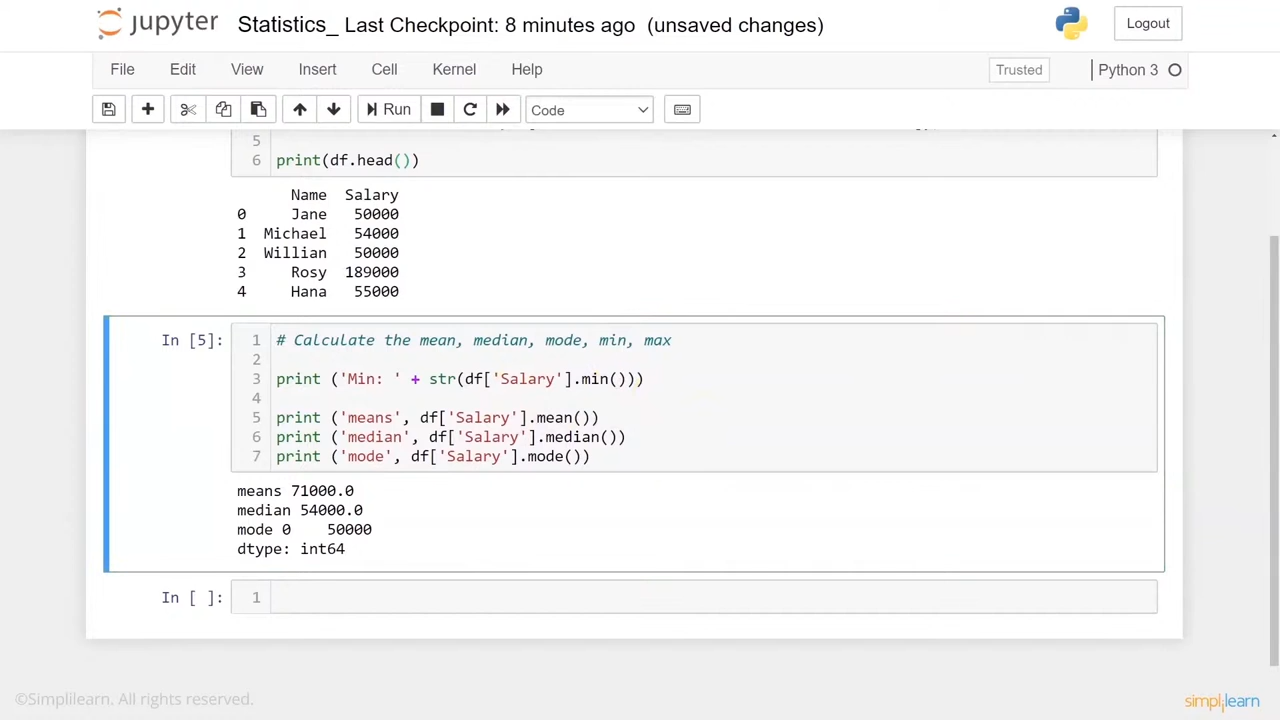 jupyter Statistics_ Last Checkpoint: 8 minutes ago (unsaved changes) Logout
File Edit View Insert Cell Kernel Help Trusted Python 3
Run Code
5
6 print(df.head())
Name Salary
0 Jane 50000
1 Michael 54000
2 Willian 50000
3 Rosy 189000
4 Hana 55000
In [5]: 1 # Calculate the mean, median, mode, min, max
2
3 print ('Min: ' + str(df['Salary'].min()))
4
5 print ('means', df['Salary'].mean())
6 print ('median', df['Salary'].median())
7 print ('mode', df['Salary'].mode())
means 71000.0
median 54000.0
mode 0 50000
dtype: int64
In [ ]: 1
©Simplilearn. All rights reserved. simplilearn